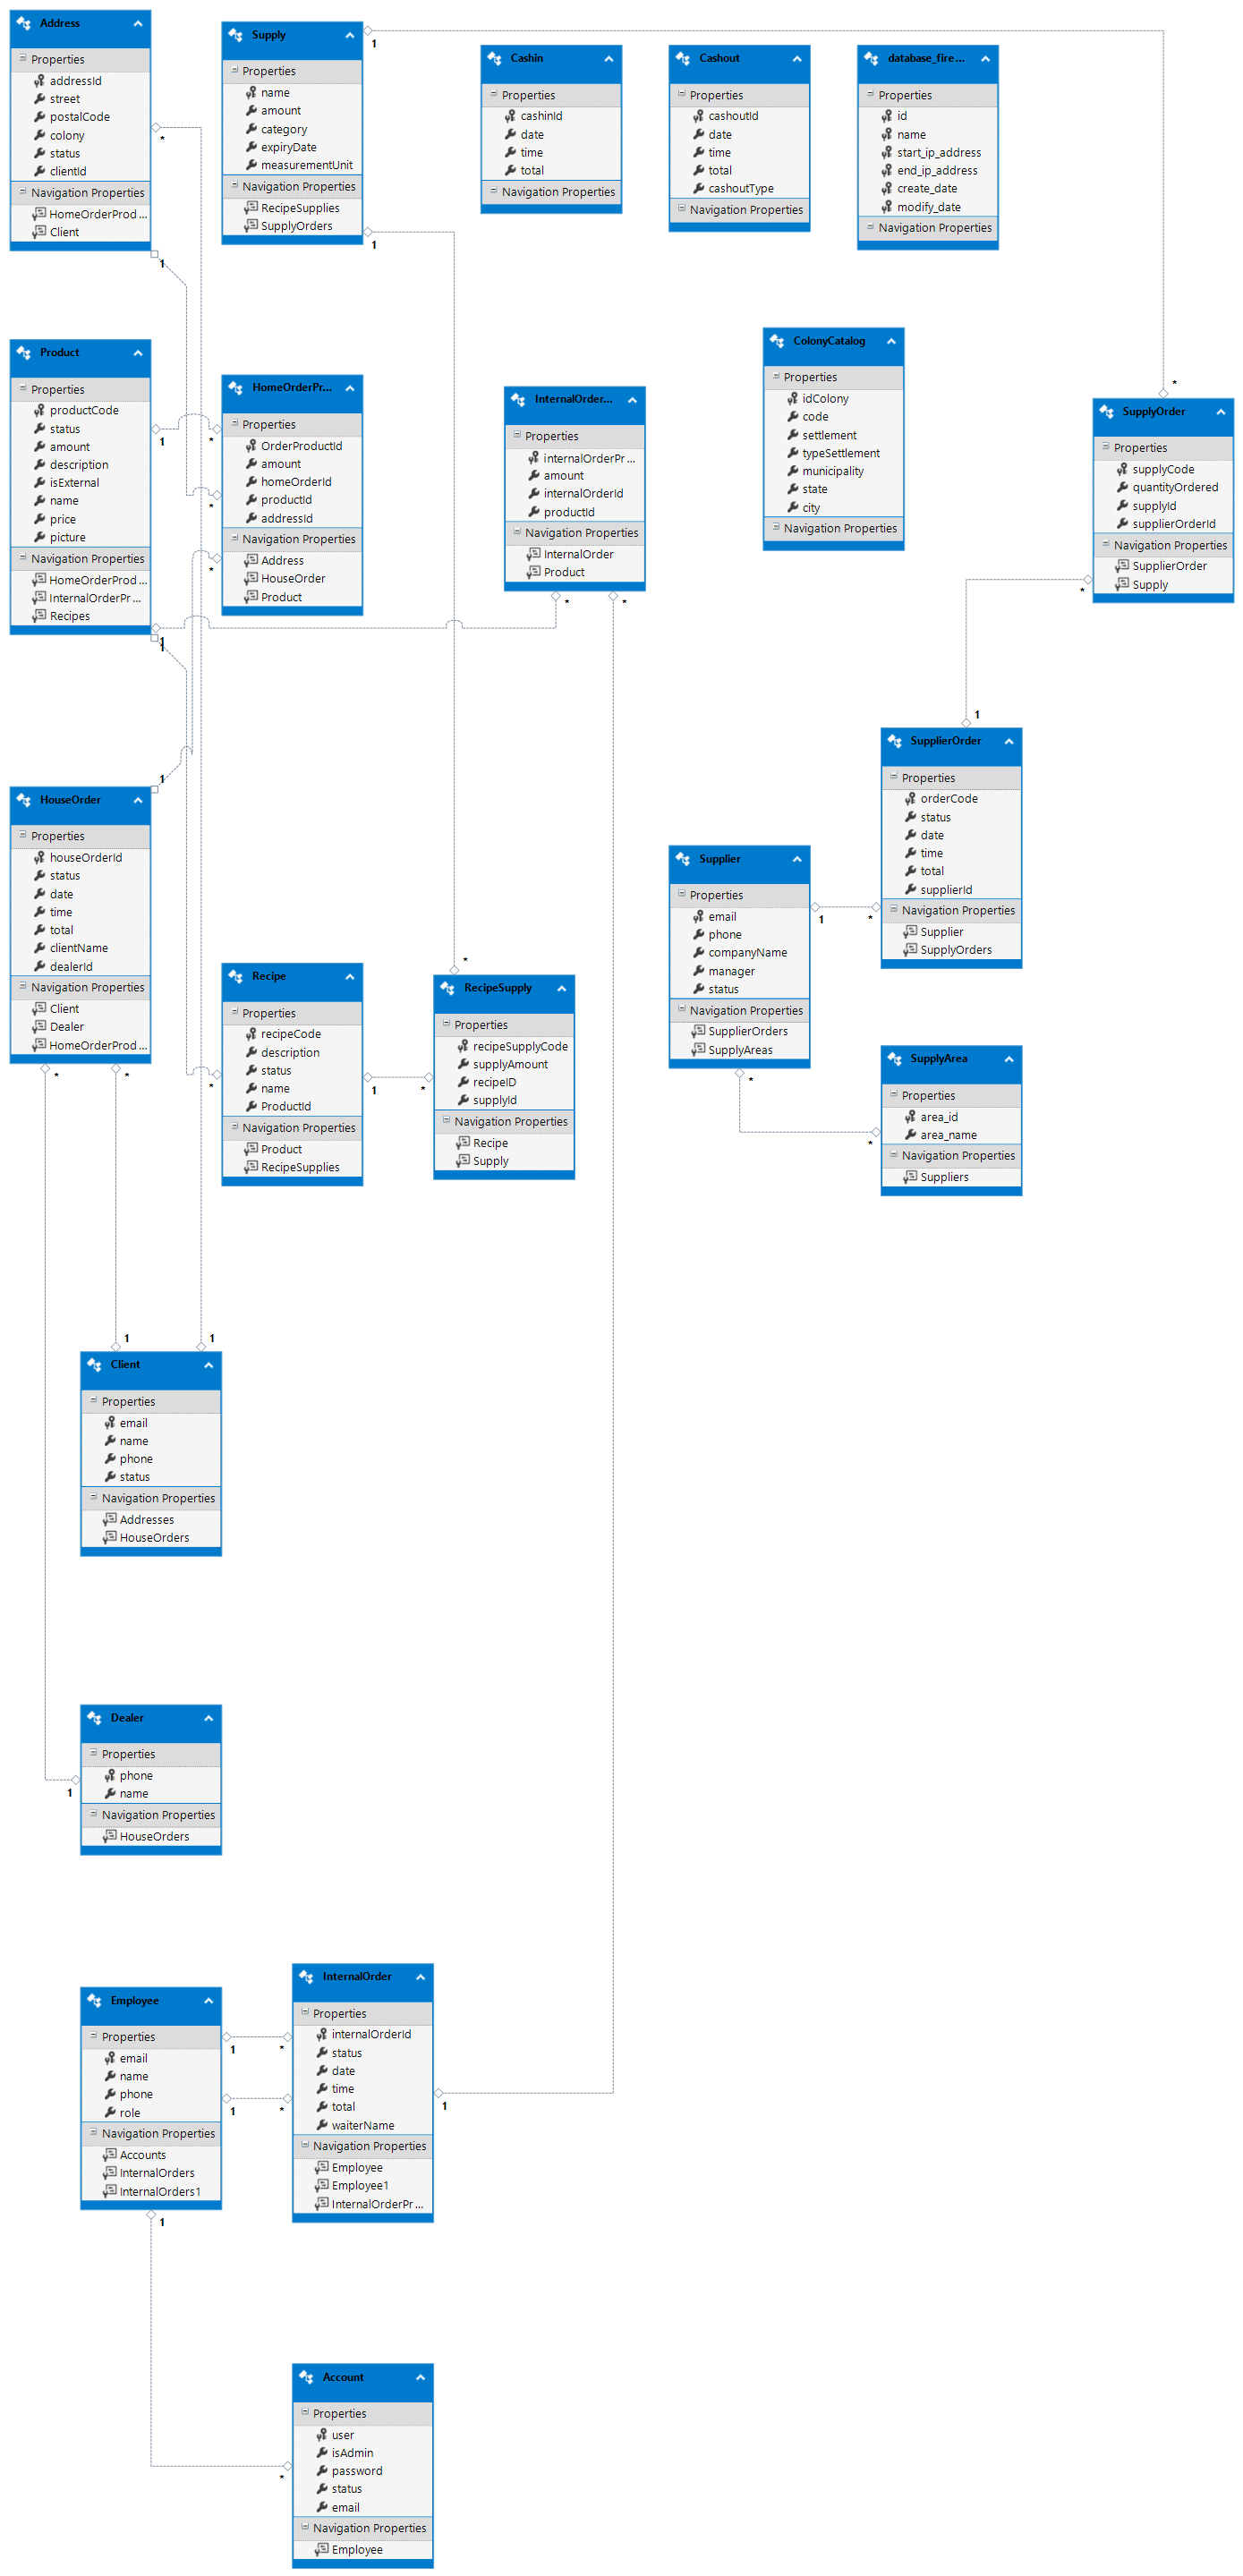 Address
Properties
addressId
street
postalCode
colony
status
clientId
Navigation Properties
HomeOrderProd...
Client
Supply
Properties
name
amount
category
expiryDate
measurementUnit
Navigation Properties
RecipeSupplies
SupplyOrders
Cashin
Properties
cashinId
date
time
total
Navigation Properties
Cashout
Properties
cashoutId
date
time
total
cashoutType
Navigation Properties
database_fire...
Properties
id
name
start_ip_address
end_ip_address
create_date
modify_date
Navigation Properties
1
*
*
1
1
Product
Properties
productCode
status
amount
description
isExternal
name
price
picture
Navigation Properties
HomeOrderProd...
InternalOrderPr...
Recipes
HomeOrderPr...
Properties
OrderProductId
amount
homeOrderId
productId
addressId
Navigation Properties
Address
HouseOrder
Product
InternalOrder...
Properties
internalOrderPr...
amount
internalOrderId
productId
Navigation Properties
InternalOrder
Product
ColonyCatalog
Properties
idColony
code
settlement
typeSettlement
municipality
state
city
Navigation Properties
SupplyOrder
Properties
supplyCode
quantityOrdered
supplyId
supplierOrderId
Navigation Properties
SupplierOrder
Supply
1
*
*
*
*
*
*
1
1
1
1
HouseOrder
Properties
houseOrderId
status
date
time
total
clientName
dealerId
Navigation Properties
Client
Dealer
HomeOrderProd...
SupplierOrder
Properties
orderCode
status
date
time
total
supplierId
Navigation Properties
Supplier
SupplyOrders
Supplier
Properties
email
phone
companyName
manager
status
Navigation Properties
SupplierOrders
SupplyAreas
1
*
*
Recipe
Properties
recipeCode
description
status
name
ProductId
Navigation Properties
Product
RecipeSupplies
RecipeSupply
Properties
recipeSupplyCode
supplyAmount
recipeID
supplyId
Navigation Properties
Recipe
Supply
SupplyArea
Properties
area_id
area_name
Navigation Properties
Suppliers
*
*
*
1
*
*
*
1
1
Client
Properties
email
name
phone
status
Navigation Properties
Addresses
HouseOrders
Dealer
Properties
phone
name
Navigation Properties
HouseOrders
1
Employee
Properties
email
name
phone
role
Navigation Properties
Accounts
InternalOrders
InternalOrders1
InternalOrder
Properties
internalOrderId
status
date
time
total
waiterName
Navigation Properties
Employee
Employee1
InternalOrderPr...
1
*
1
*
1
1
Account
Properties
user
isAdmin
password
status
email
Navigation Properties
Employee
*